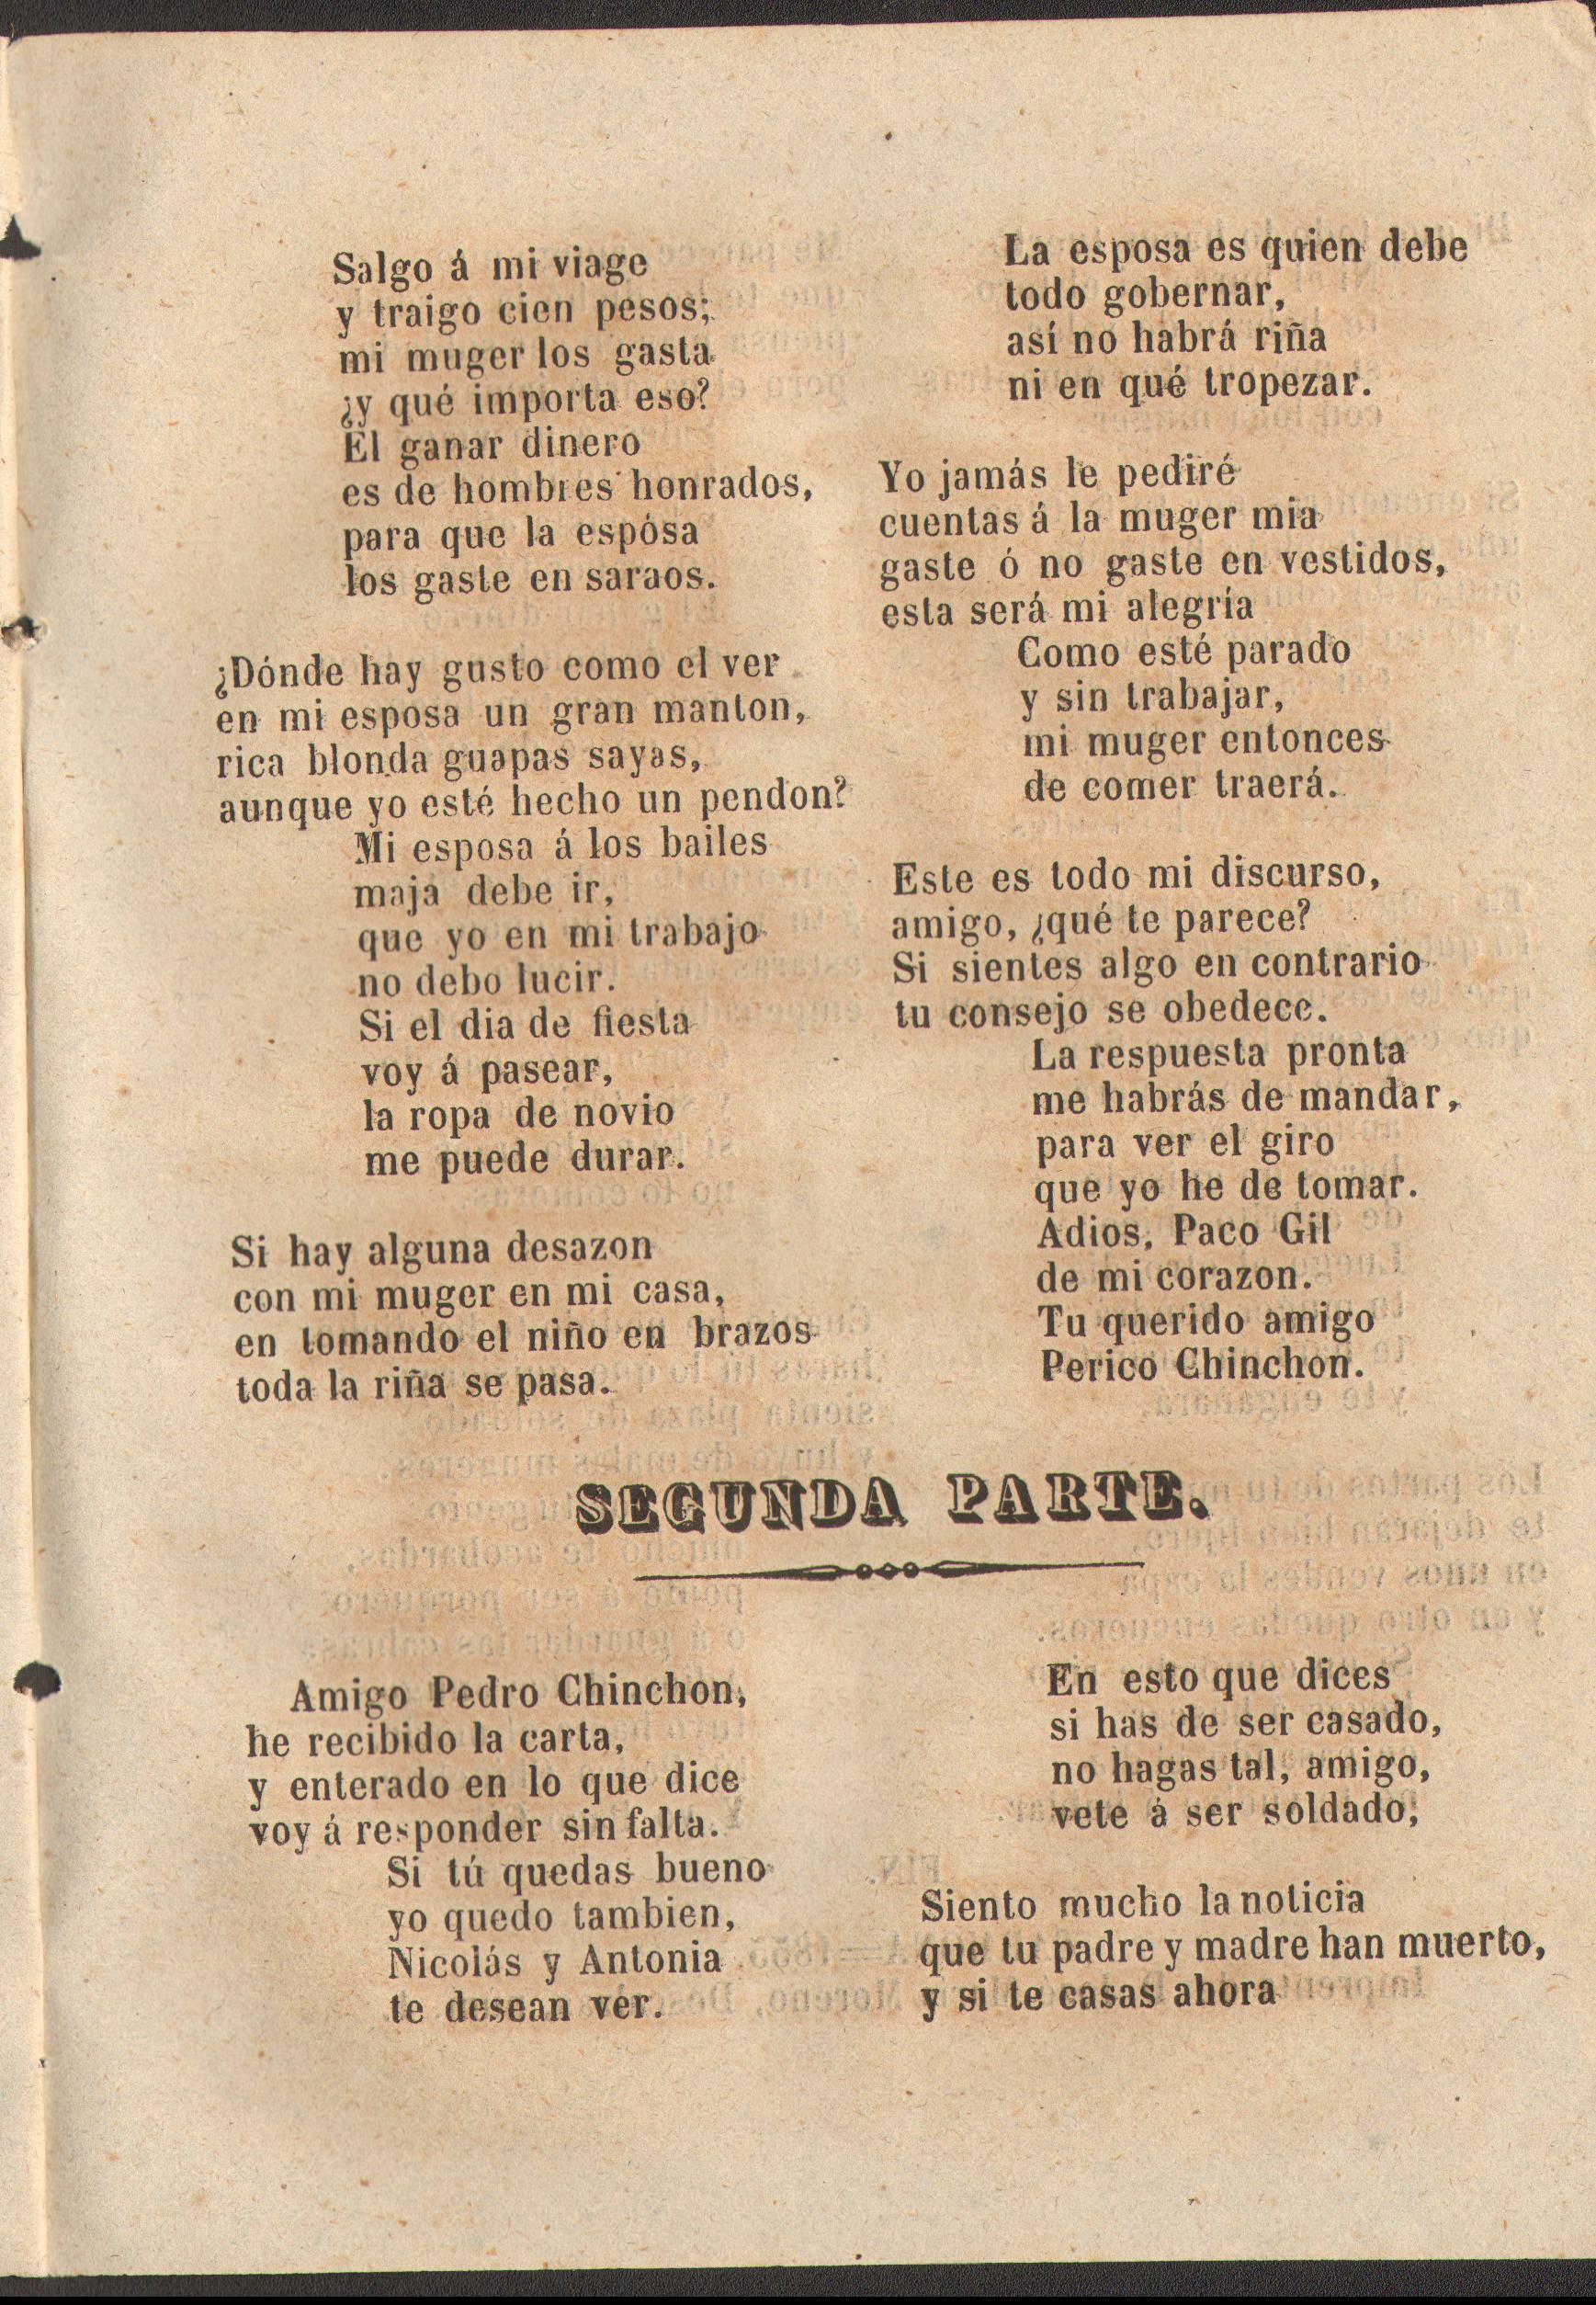 Salgo á mi viage
y traigo cien pesos;
mi muger los gasta
¿y qué importa eso?
El ganar dinero
es de hombres honrados,
para que la espósa
los gaste en saraos.
¿Dónde hay gusto como el ver
en mi esposa un gran manton,
rica blonda guapas sayas,
aunque yo esté hecho un pendon?
Mi esposa á los bailes
maja debe ir,
que yo en mi trabajo
no debo lucir.
Si el dia de fiesta
voy á pasear,
la ropa de novio
me puede durar.
Si hay alguna desazon
con mi muger en mi casa,
en tomando el niño en brazos
toda la riña se pasa.
La esposa es quien debe
todo gobernar,
así no habrá riña
ni en qué tropezar.
Yo jamás le pediré
cuentas á la muger mia
gaste ó no gaste en vestidos,
esta será mi alegría
Como esté parado
y sin trabajar,
mi muger entonces
de comer traerá.
Este es todo mi discurso,
amigo, ¿qué te parece?
Si sientes algo en contrario
tu consejo se obedece.
La respuesta pronta
me habrás de mandar,
para ver el giro
que yo he de tomar.
Adios, Paco Gil
de mi corazon.
Tu querido amigo
Perico Chinchon.
SEGUNDA PARTE.
Amigo Pedro Chinchon,
he recibido la carta,
y enterado en lo que dice
voy á responder sin falta.
Si tú quedas bueno
yo quedo tambien,
Nicolás y Antonia
te desean ver.
En esto que dices
si has de ser casado,
no hagas tal, amigo,
vete á ser soldado;
Siento mucho la noticia
que tu padre y madre han muerto,
y si te casas ahora